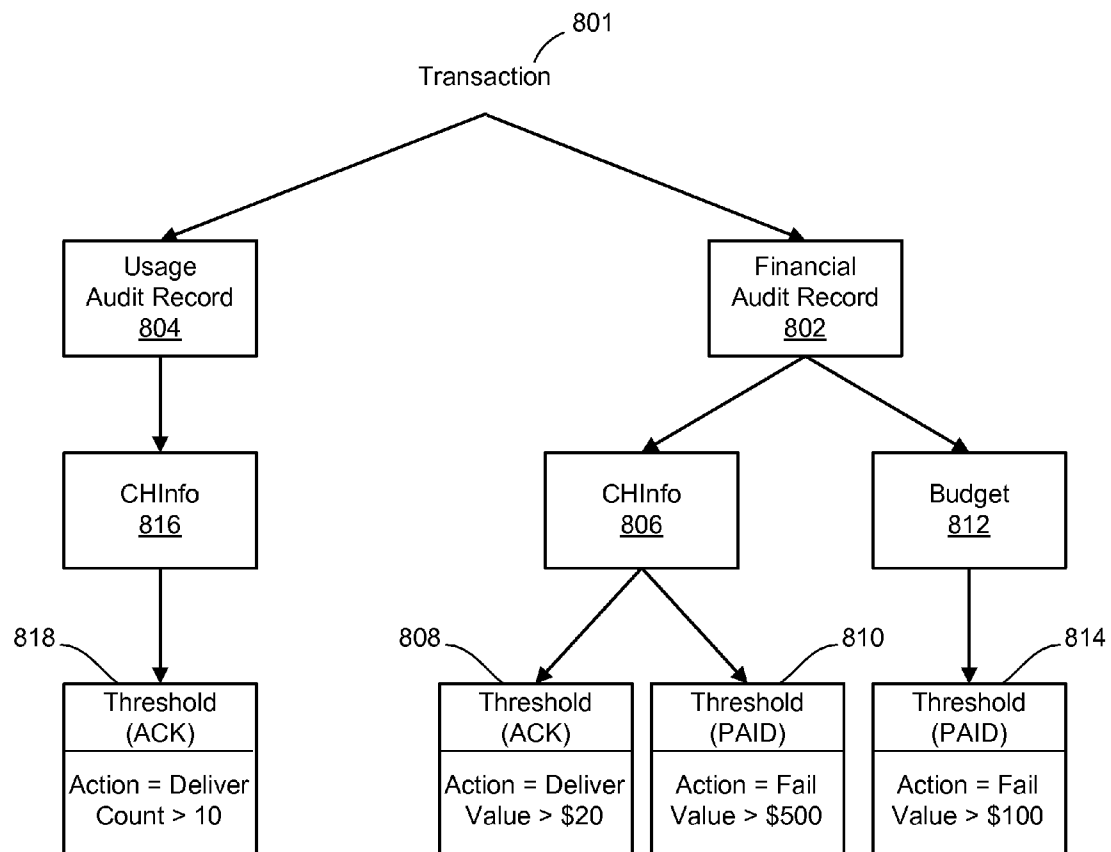 801
Transaction
Usage
Audit Record
804
Financial
Audit Record
802
CHInfo
816
CHInfo
806
Budget
812
818
808
810
814
Threshold
(ACK)
Action = Deliver
Count > 10
Threshold
(ACK)
Action = Deliver
Value > $20
Threshold
(PAID)
Action = Fail
Value > $500
Threshold
(PAID)
Action = Fail
Value > $100